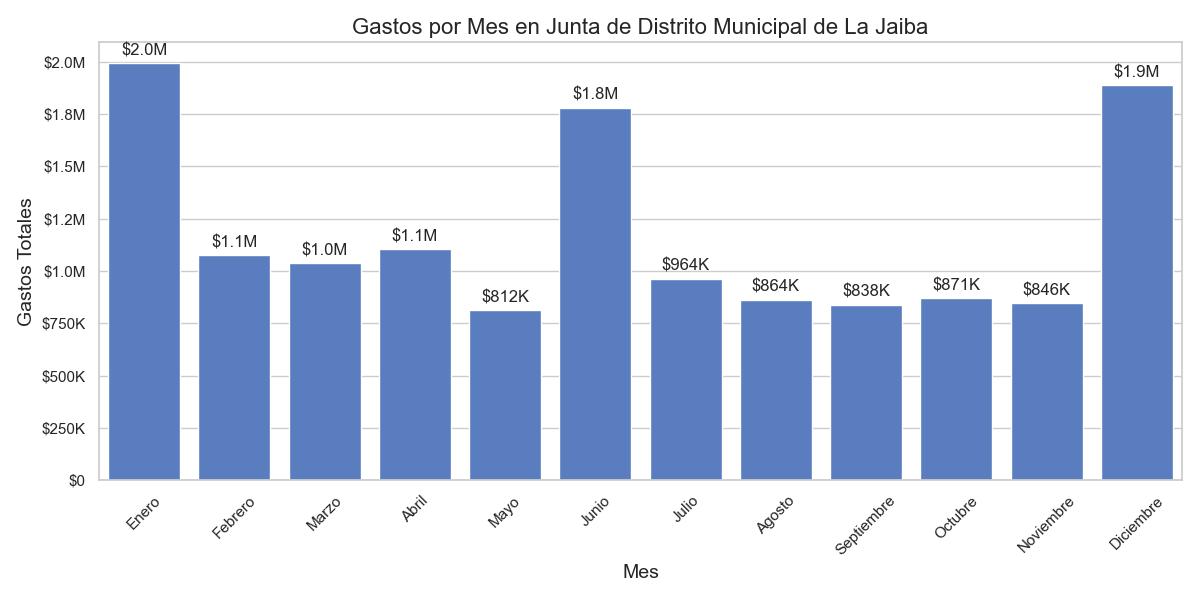 Gastos por Mes en Junta de Distrito Municipal de La Jaiba
Gastos Totales
$2.0M
$1.8M
$1.5M
$1.2M
$1.0M
$750K
$500K
$250K
$0
$2.0M
$1.1M
$1.0M
$1.1M
$812K
$1.8M
$964K
$864K
$838K
$871K
$846K
$1.9M
Enero
Febrero
Marzo
Abril
Mayo
Junio
Julio
Agosto
Septiembre
Octubre
Noviembre
Diciembre
Mes